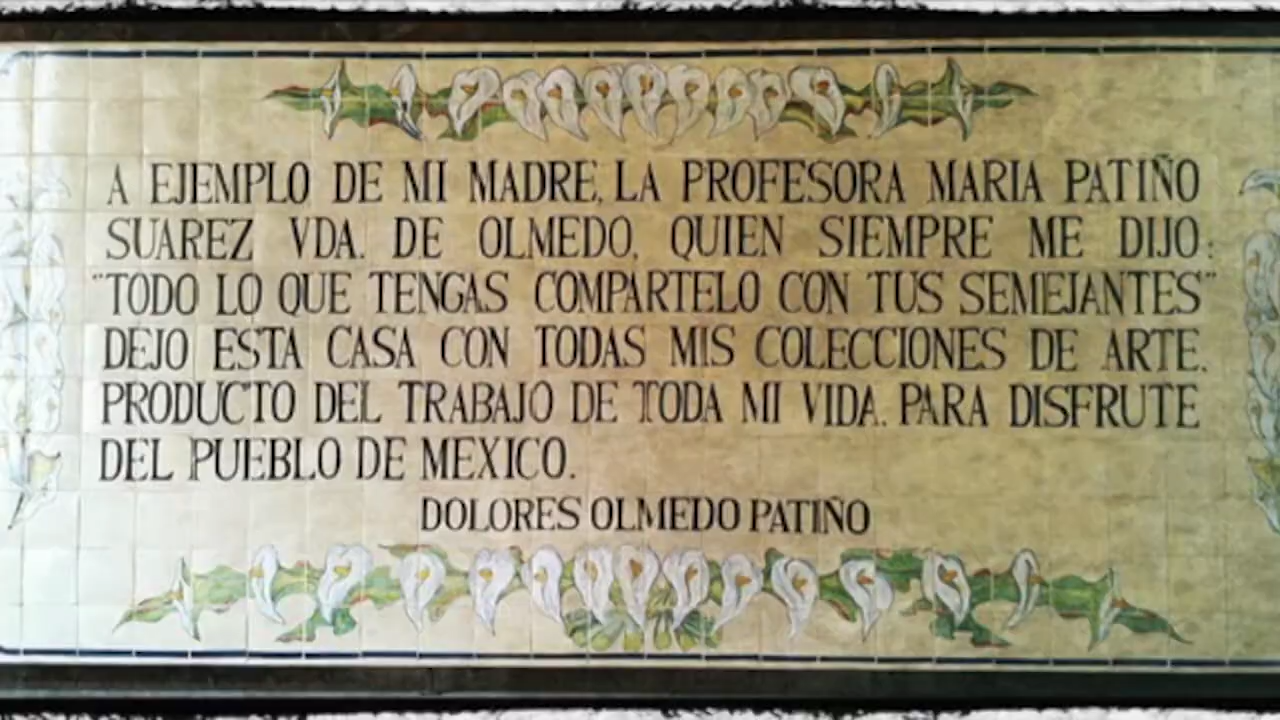 A EJEMPLO DE MI MADRE, LA PROFESORA MARIA PATIÑO
SUAREZ VDA. DE OLMEDO, QUIEN SIEMPRE ME DIJO:
"TODO LO QUE TENGAS COMPARTELO CON TUS SEMEJANTES"
DEJO ESTA CASA CON TODAS MIS COLECCIONES DE ARTE.
PRODUCTO DEL TRABAJO DE TODA MI VIDA. PARA DISFRUTE
DEL PUEBLO DE MEXICO.
DOLORES OLMEDO PATIÑO